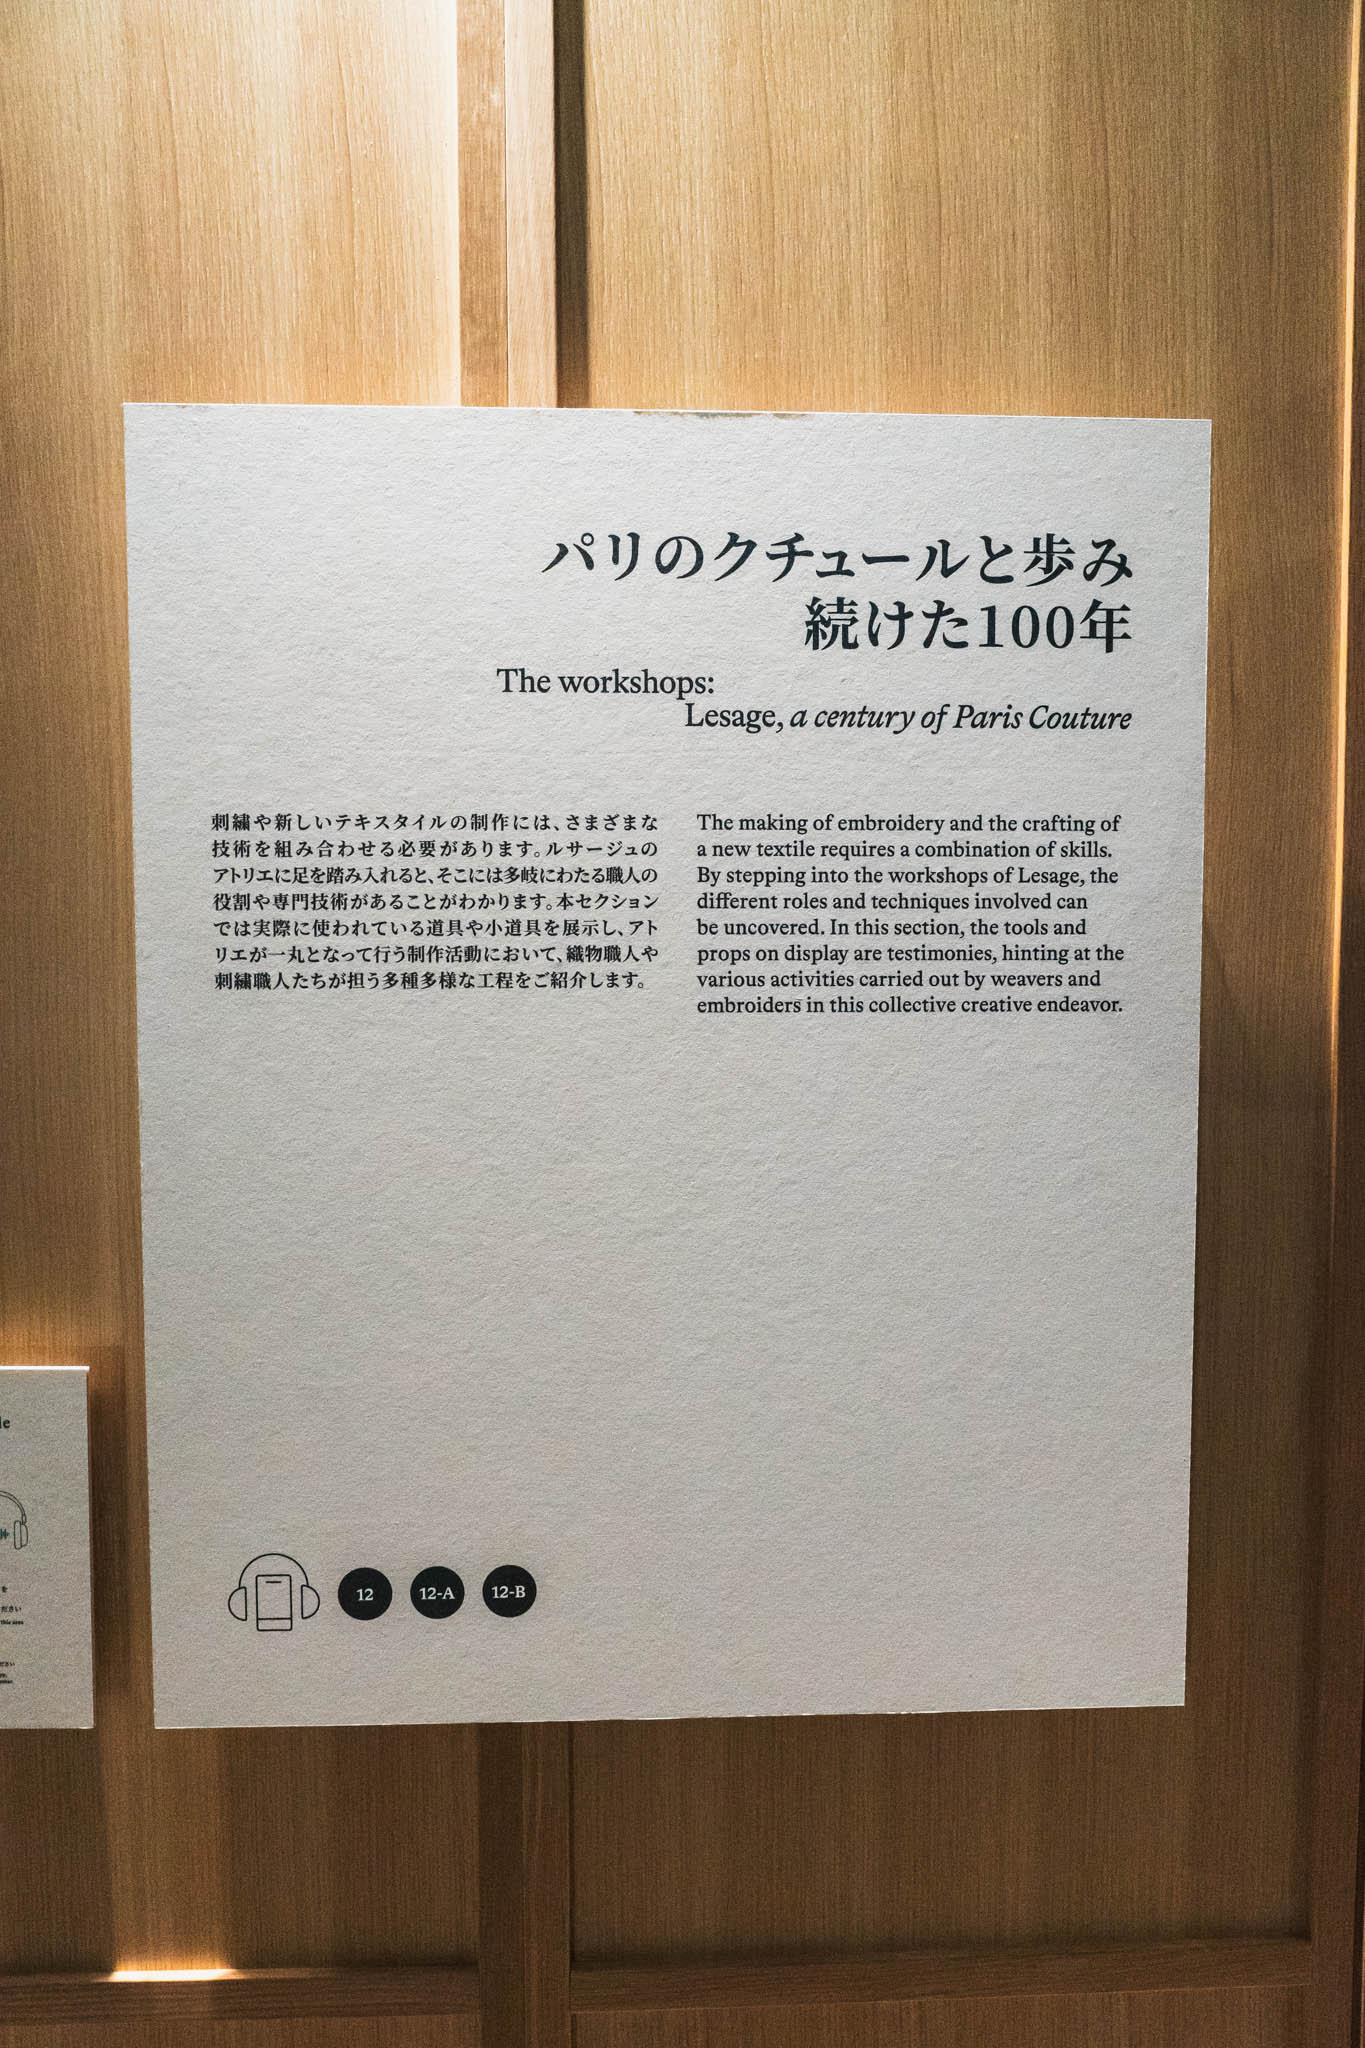 パリのクチュールと歩み
続けた100年
The workshops:
Lesage, a century of Paris Couture
刺繍や新しいテキスタイルの制作には、さまざまな
技術を組み合わせる必要があります。ルサージュの
アトリエに足を踏み入れると、そこには多岐にわたる職人の
役割や専門技術があることがわかります。本セクション
では実際に使われている道具や小道具を展示し、アト
リエが一丸となって行う制作活動において、織物職人や
刺繍職人たちが担う多種多様な工程をご紹介します。
The making of embroidery and the crafting of
a new textile requires a combination of skills.
By stepping into the workshops of Lesage, the
different roles and techniques involved can
be uncovered. In this section, the tools and
props on display are testimonies, hinting at the
various activities carried out by weavers and
embroiders in this collective creative endeavor.
12
12-A
12-B
を
ださい
this area
ださい